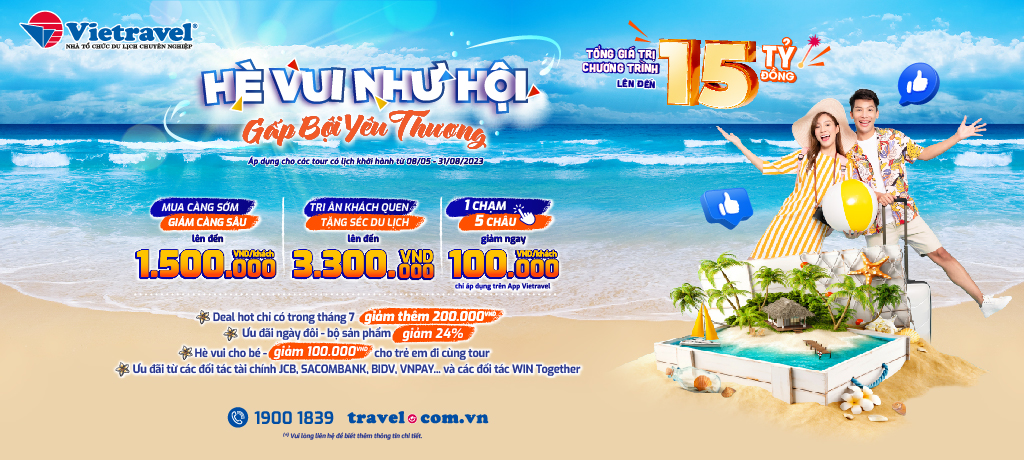 Vietravel®
NHÀ TỔ CHỨC DU LỊCH CHUYÊN NGHIỆP
HÈ VUI NHƯ HỘI
Gấp Bội Yêu Thương
Áp dụng cho các tour có lịch khởi hành từ 08/05 - 31/08/2023
TỔNG GIÁ TRỊ
CHƯƠNG TRÌNH
LÊN ĐẾN
15 TỶ
ĐỒNG
MUA CÀNG SỚM
GIẢM CÀNG SÂU
lên đến
1.500.000 VND/khách
TRI ÂN KHÁCH QUEN
TẶNG SÉC DU LỊCH
lên đến
3.300.000 VND
1 CHẠM
5 CHÂU
giảm ngay
100.000 VND/khách
chỉ áp dụng trên App Vietravel
Deal hot chỉ có trong tháng 7 giảm thêm 200.000VND
Ưu đãi ngày đôi - bộ sản phẩm giảm 24%
Hè vui cho bé - giảm 100.000VND cho trẻ em đi cùng tour
Ưu đãi từ các đối tác tài chính JCB, SACOMBANK, BIDV, VNPAY... và các đối tác WIN Together
1900 1839 travel.com.vn
(*) Vui lòng liên hệ để biết thêm thông tin chi tiết.